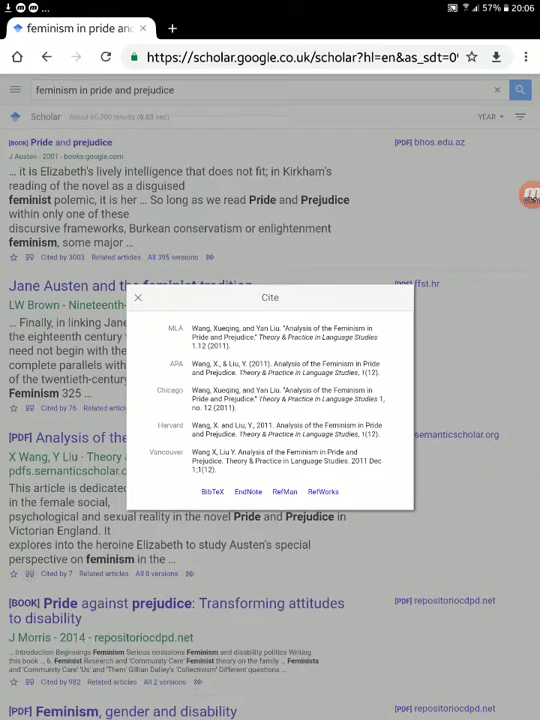 57% 20:06
feminism in pride and
https://scholar.google.co.uk/scholar?hl=en&as_sdt=0
feminism in pride and prejudice
Scholar About 60,300 results (0.03 sec) YEAR
[BOOK] Pride and prejudice
[PDF] bhos.edu.az
J Austen - 2001 - books.google.com
… it is Elizabeth's lively intelligence that does not fit; in Kirkham's
reading of the novel as a disguised
feminist polemic, it is her … So long as we read Pride and Prejudice
within only one of these
discursive frameworks, Burkean conservatism or enlightenment
feminism, some major …
Cited by 3003 Related articles All 395 versions
Jane Austen and the feminist tradition
ffst.hr
LW Brown - Nineteenth-
… Finally, in linking Jane
the eighteenth century
need not begin with the
complete parallels with
of the twentieth-century
Feminism 325 …
Cited by 76 Related articles
[PDF] Analysis of the
semanticscholar.org
X Wang, Y Liu - Theory
pdfs.semanticscholar.
This article is dedicated
in the female social,
psychological and sexual reality in the novel Pride and Prejudice in
Victorian England. It
explores into the heroine Elizabeth to study Austen's special
perspective on feminism in the …
Cited by 7 Related articles All 8 versions
[BOOK] Pride against prejudice: Transforming attitudes
to disability
[PDF] repositoriocdpd.net
J Morris - 2014 - repositoriocdpd.net
… Introduction Beginnings Feminism Serious omissions Feminism and disability politics Writing
this book … 6. Feminist Research and 'Community Care' Feminist theory on the family … Feminists
and 'Community Care' 'Us' and 'Them' Gillian Dalley's 'Collectivism' Different questions …
Cited by 982 Related articles All 2 versions
[PDF] Feminism, gender and disability
[PDF] repositoriocdpd.net
Cite
MLA Wang, Xueqing, and Yan Liu. "Analysis of the Feminism in
Pride and Prejudice." Theory & Practice in Language Studies
1.12 (2011).
APA Wang, X., & Liu, Y. (2011). Analysis of the Feminism in Pride
and Prejudice. Theory & Practice in Language Studies, 1(12).
Chicago Wang, Xueqing, and Yan Liu. "Analysis of the Feminism in
Pride and Prejudice." Theory & Practice in Language Studies 1,
no. 12 (2011).
Harvard Wang, X. and Liu, Y., 2011. Analysis of the Feminism in Pride
and Prejudice. Theory & Practice in Language Studies, 1(12).
Vancouver Wang X, Liu Y. Analysis of the Feminism in Pride and
Prejudice. Theory & Practice in Language Studies. 2011 Dec
1;1(12).
BibTeX EndNote RefMan RefWorks